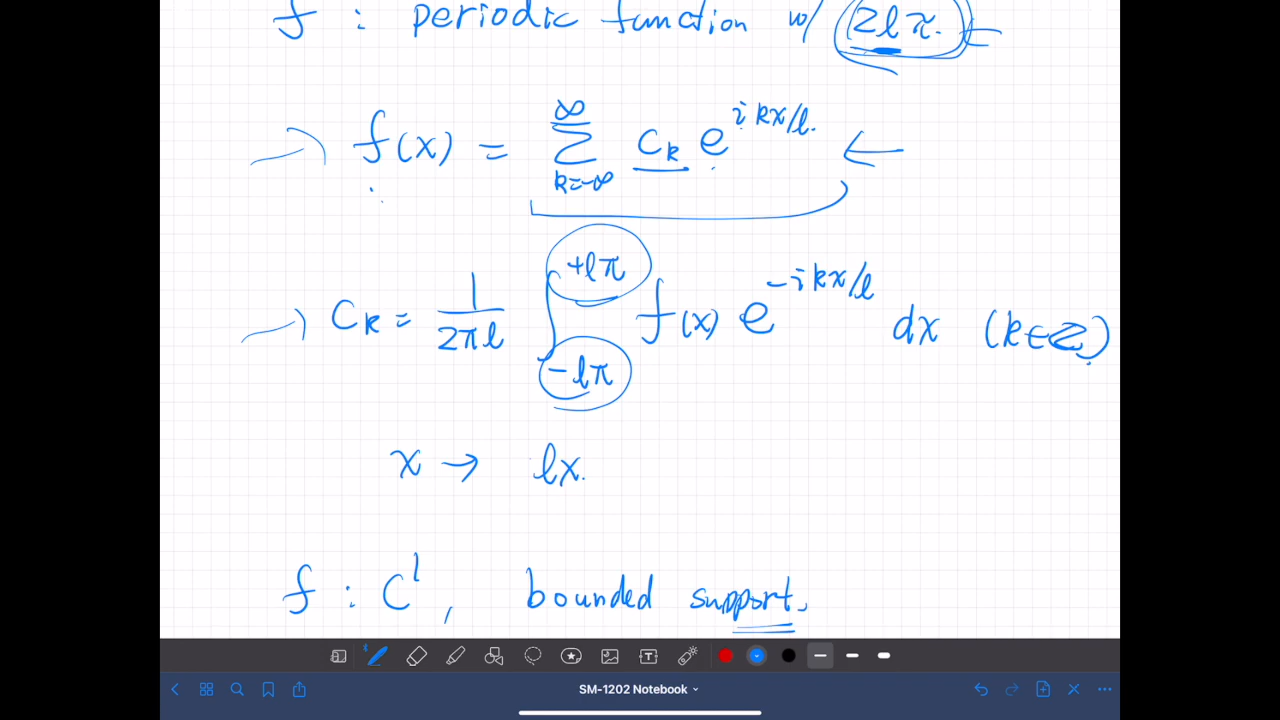 f : periodic function w/ 2lπ.
f(x) = ∞ Σ k=-∞ c_k e^{ikx/l}.
C_k = 1/2πl ∫_{-lπ}^{+lπ} f(x) e^{-ikx/l} dx (k∈ℤ)
x → lx.
f : C^1, bounded support.
SM-1202 Notebook